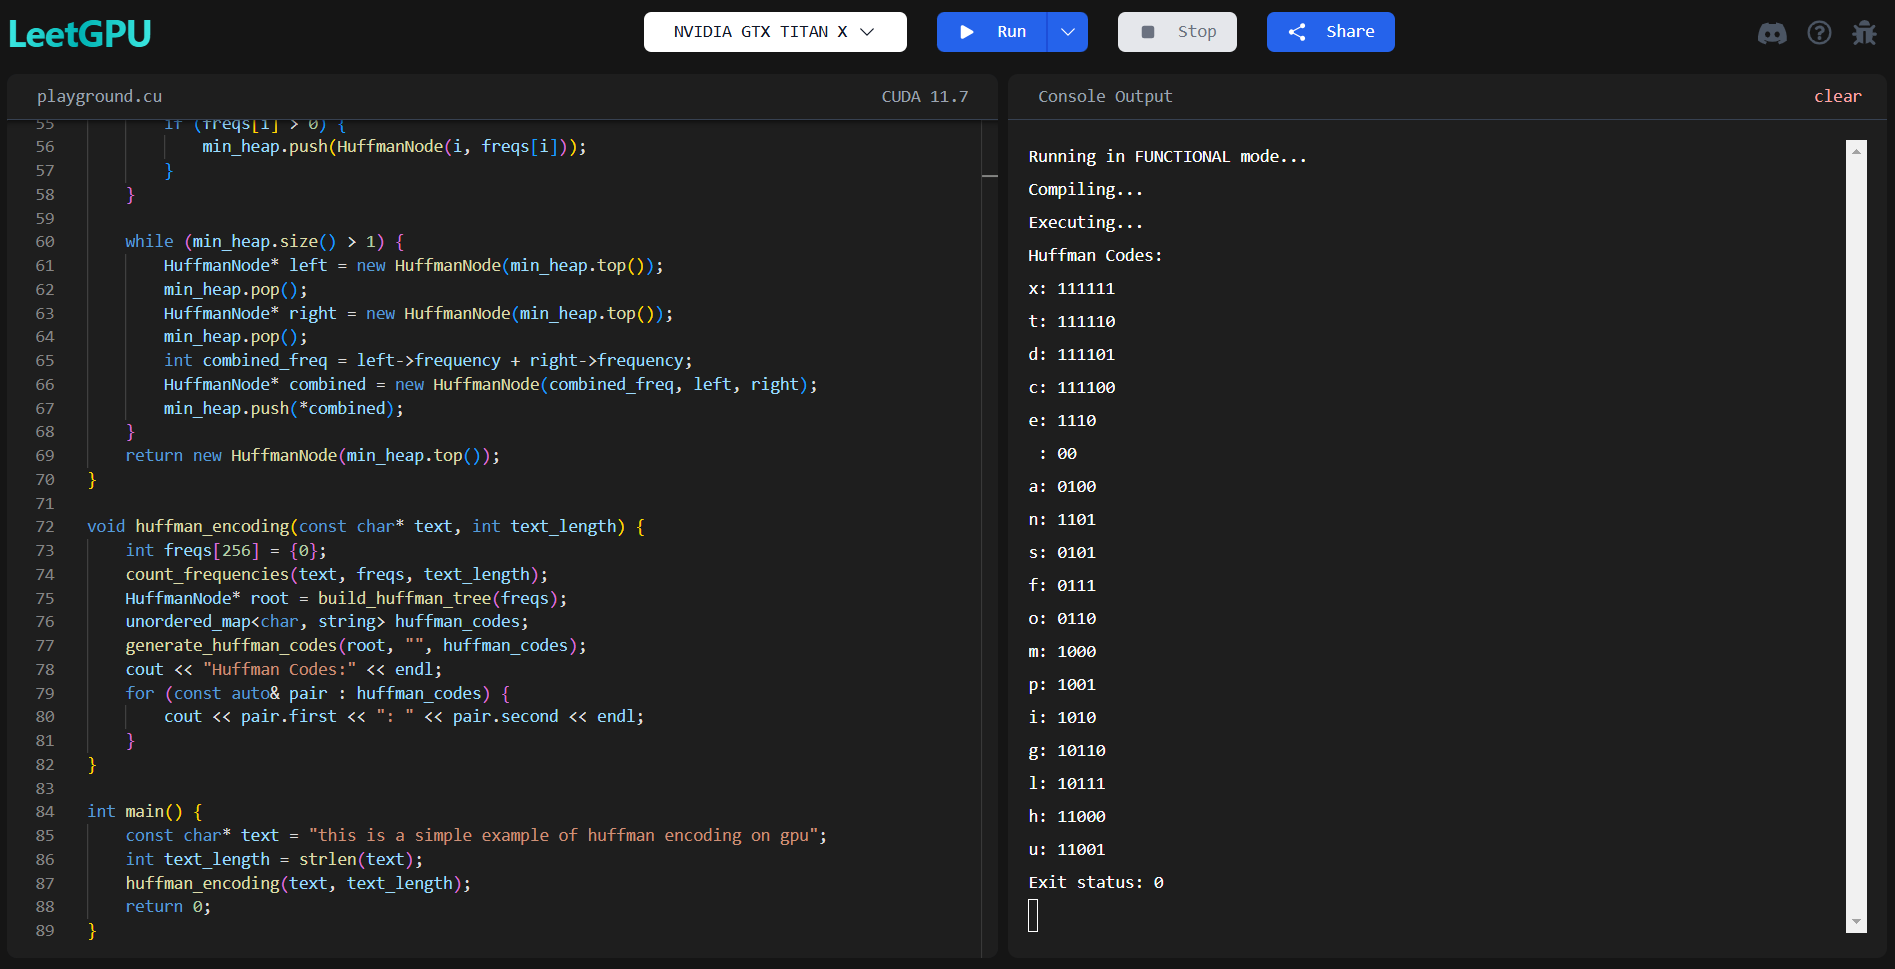 LeetGPU
NVIDIA GTX TITAN X
Run
Stop
Share
playground.cu
CUDA 11.7
55 if (freqs[i] > 0) {
56 min_heap.push(HuffmanNode(i, freqs[i]));
57 }
58 }
59
60 while (min_heap.size() > 1) {
61 HuffmanNode* left = new HuffmanNode(min_heap.top());
62 min_heap.pop();
63 HuffmanNode* right = new HuffmanNode(min_heap.top());
64 min_heap.pop();
65 int combined_freq = left->frequency + right->frequency;
66 HuffmanNode* combined = new HuffmanNode(combined_freq, left, right);
67 min_heap.push(*combined);
68 }
69 return new HuffmanNode(min_heap.top());
70 }
71
72 void huffman_encoding(const char* text, int text_length) {
73 int freqs[256] = {0};
74 count_frequencies(text, freqs, text_length);
75 HuffmanNode* root = build_huffman_tree(freqs);
76 unordered_map<char, string> huffman_codes;
77 generate_huffman_codes(root, "", huffman_codes);
78 cout << "Huffman Codes:" << endl;
79 for (const auto& pair : huffman_codes) {
80 cout << pair.first << ": " << pair.second << endl;
81 }
82 }
83
84 int main() {
85 const char* text = "this is a simple example of huffman encoding on gpu";
86 int text_length = strlen(text);
87 huffman_encoding(text, text_length);
88 return 0;
89 }
Console Output
clear
Running in FUNCTIONAL mode...
Compiling...
Executing...
Huffman Codes:
x: 111111
t: 111110
d: 111101
c: 111100
e: 1110
 : 00
a: 0100
n: 1101
s: 0101
f: 0111
o: 0110
m: 1000
p: 1001
i: 1010
g: 10110
l: 10111
h: 11000
u: 11001
Exit status: 0